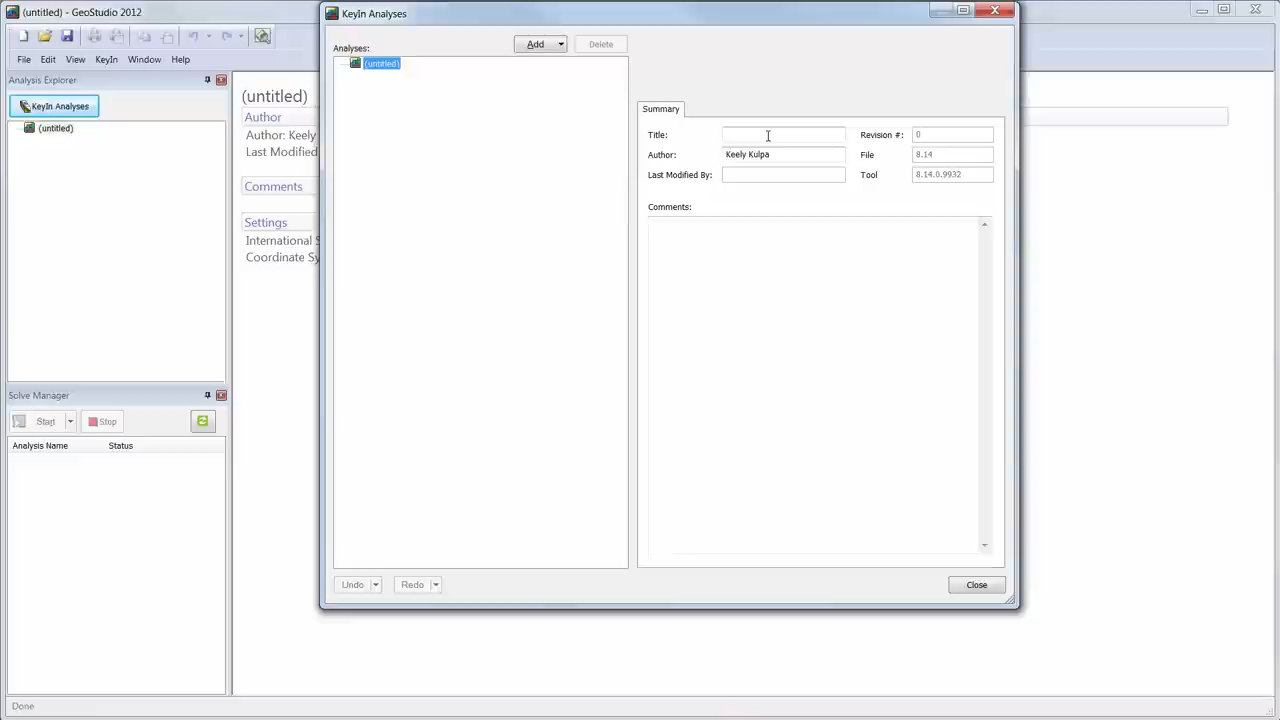 (untitled) - GeoStudio 2012
File Edit View KeyIn Window Help
Analysis Explorer
KeyIn Analyses
(untitled)
Solve Manager
Start Stop
Analysis Name Status
(untitled)
Author
Author: Keely
Last Modified
Comments
Settings
International S
Coordinate Sy
KeyIn Analyses
Analyses: Add Delete
(untitled)
Summary
Title: Revision #: 0
Author: Keely Kulpa File 8.14
Last Modified By: Tool 8.14.0.9932
Comments:
Undo Redo Close
Done